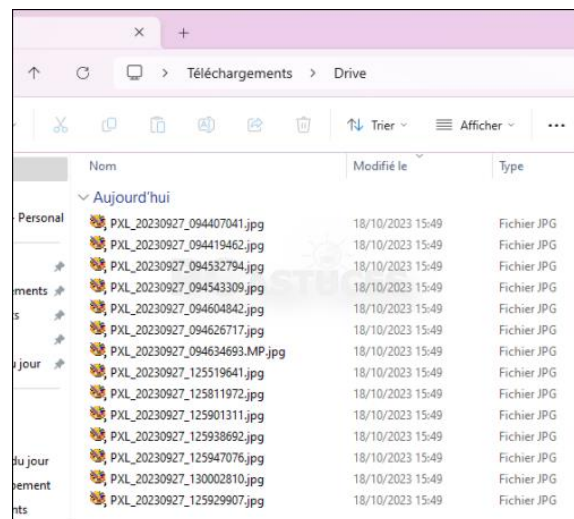 Téléchargements > Drive
Trier
Afficher
Nom Modifié le Type
Aujourd'hui
PXL_20230927_094407041.jpg 18/10/2023 15:49 Fichier JPG
PXL_20230927_094419462.jpg 18/10/2023 15:49 Fichier JPG
PXL_20230927_094532794.jpg 18/10/2023 15:49 Fichier JPG
PXL_20230927_094543309.jpg 18/10/2023 15:49 Fichier JPG
PXL_20230927_094604842.jpg 18/10/2023 15:49 Fichier JPG
PXL_20230927_094626717.jpg 18/10/2023 15:49 Fichier JPG
PXL_20230927_094634693.MP.jpg 18/10/2023 15:49 Fichier JPG
PXL_20230927_125519641.jpg 18/10/2023 15:49 Fichier JPG
PXL_20230927_125811972.jpg 18/10/2023 15:49 Fichier JPG
PXL_20230927_125901311.jpg 18/10/2023 15:49 Fichier JPG
PXL_20230927_125938692.jpg 18/10/2023 15:49 Fichier JPG
PXL_20230927_125947076.jpg 18/10/2023 15:49 Fichier JPG
PXL_20230927_130002810.jpg 18/10/2023 15:49 Fichier JPG
PXL_20230927_125929907.jpg 18/10/2023 15:49 Fichier JPG
Personal
ments
s
jour
du jour
pement
nts